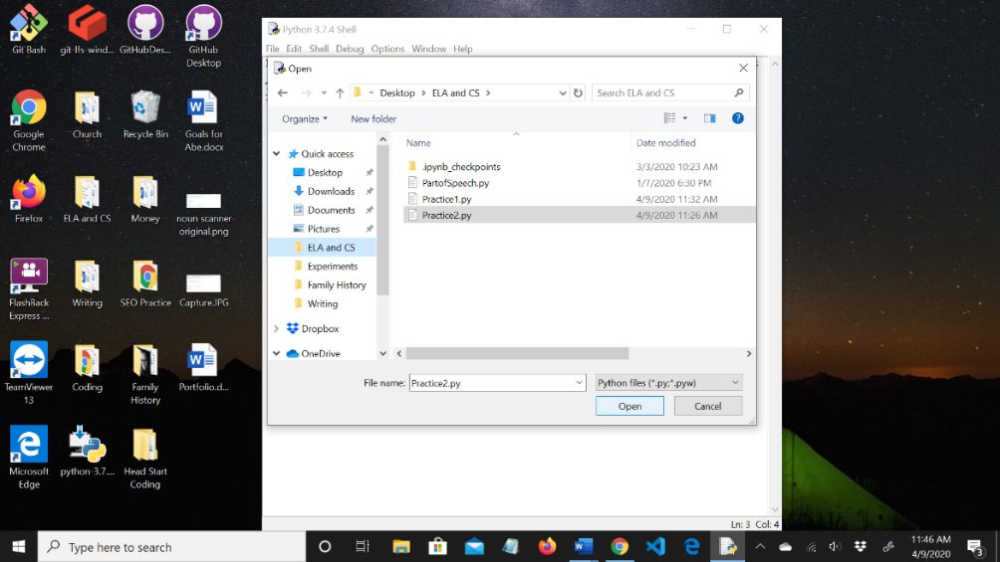 Git Bash
git-lfs-wind...
GitHubDes...
GitHub
Desktop
Google
Chrome
Church
Recycle Bin
Goals for
Abe.docx
Firefox
ELA and CS
Money
noun scanner
original.png
FlashBack
Express ...
Writing
SEO Practice
Capture.JPG
TeamViewer
13
Coding
Family
History
Portfolio.d...
Microsoft
Edge
python-3.7....
Head Start
Coding
Python 3.7.4 Shell
File Edit Shell Debug Options Window Help
Open
Desktop > ELA and CS >
Search ELA and CS
Organize
New folder
Name
Date modified
.ipynb_checkpoints 3/3/2020 10:23 AM
PartofSpeech.py 1/7/2020 6:30 PM
Practice1.py 4/9/2020 11:32 AM
Practice2.py 4/9/2020 11:26 AM
Quick access
Desktop
Downloads
Documents
Pictures
ELA and CS
Experiments
Family History
Writing
Dropbox
OneDrive
File name: Practice2.py
Python files (*.py;*.pyw)
Open
Cancel
Ln: 3 Col: 4
Type here to search
11:46 AM
4/9/2020
3